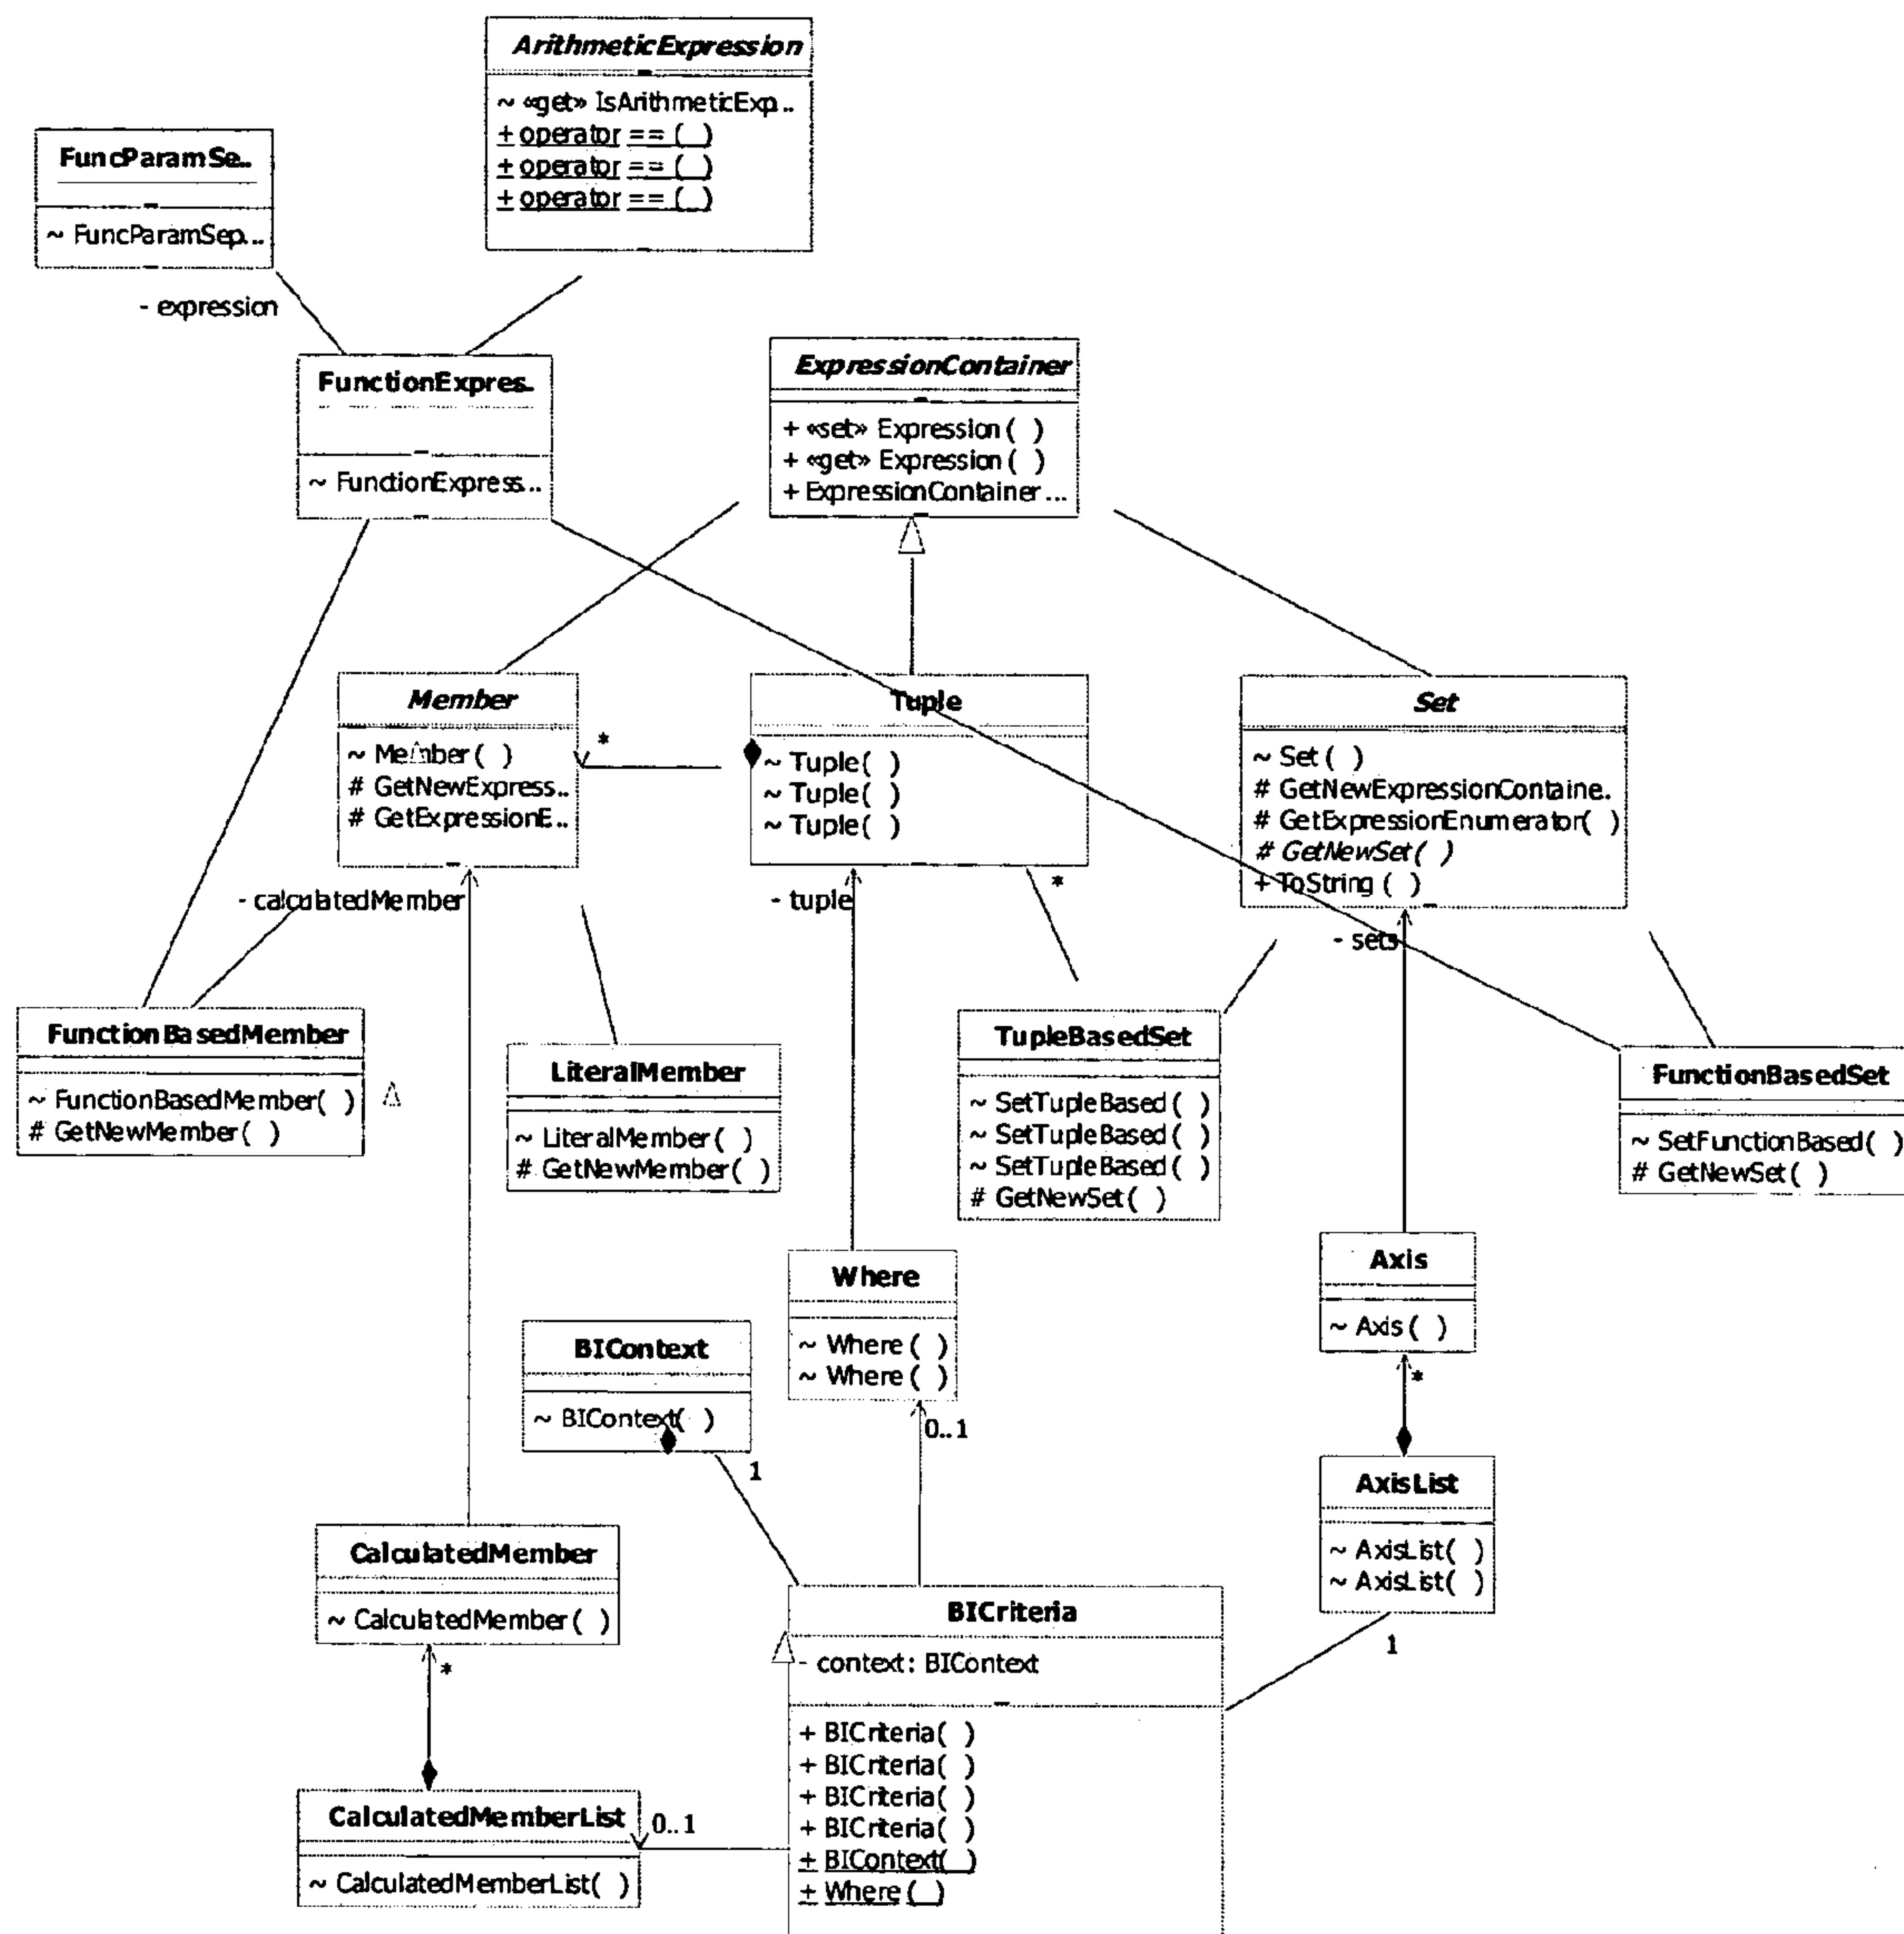 ArithmeticExpression
~ «get» IsArithmeticExp..
+ operator == ( )
+ operator == ( )
+ operator == ( )
FuncParamSe..
~ FuncParamSep...
- expression
FunctionExpres..
~ FunctionExpress...
ExpressionContainer
+ «set» Expression ( )
+ «get» Expression ( )
+ ExpressionContainer ...
Member
~ Member ( )
# GetNewExpress..
# GetExpressionE..
*
Tuple
~ Tuple( )
~ Tuple( )
~ Tuple( )
Set
~ Set ( )
# GetNewExpressionContaine..
# GetExpressionEnumerator( )
# GetNewSet( )
+ ToString ( )
- calculatedMember
- tuple
*
- sets
FunctionBasedMember
~ FunctionBasedMember( )
# GetNewMember( )
LiteralMember
~ LiteralMember( )
# GetNewMember( )
TupleBasedSet
~ SetTupleBased( )
~ SetTupleBased( )
~ SetTupleBased( )
# GetNewSet( )
FunctionBasedSet
~ SetFunctionBased( )
# GetNewSet( )
Where
~ Where ( )
~ Where ( )
0..1
Axis
~ Axis ( )
*
BIContext
~ BIContext( )
1
AxisList
~ AxisList( )
~ AxisList( )
1
CalculatedMember
~ CalculatedMember( )
*
BICriteria
- context: BIContext
+ BICriteria( )
+ BICriteria( )
+ BICriteria( )
+ BICriteria( )
+ BIContext( )
+ Where ( )
CalculatedMemberList
~ CalculatedMemberList( )
0..1